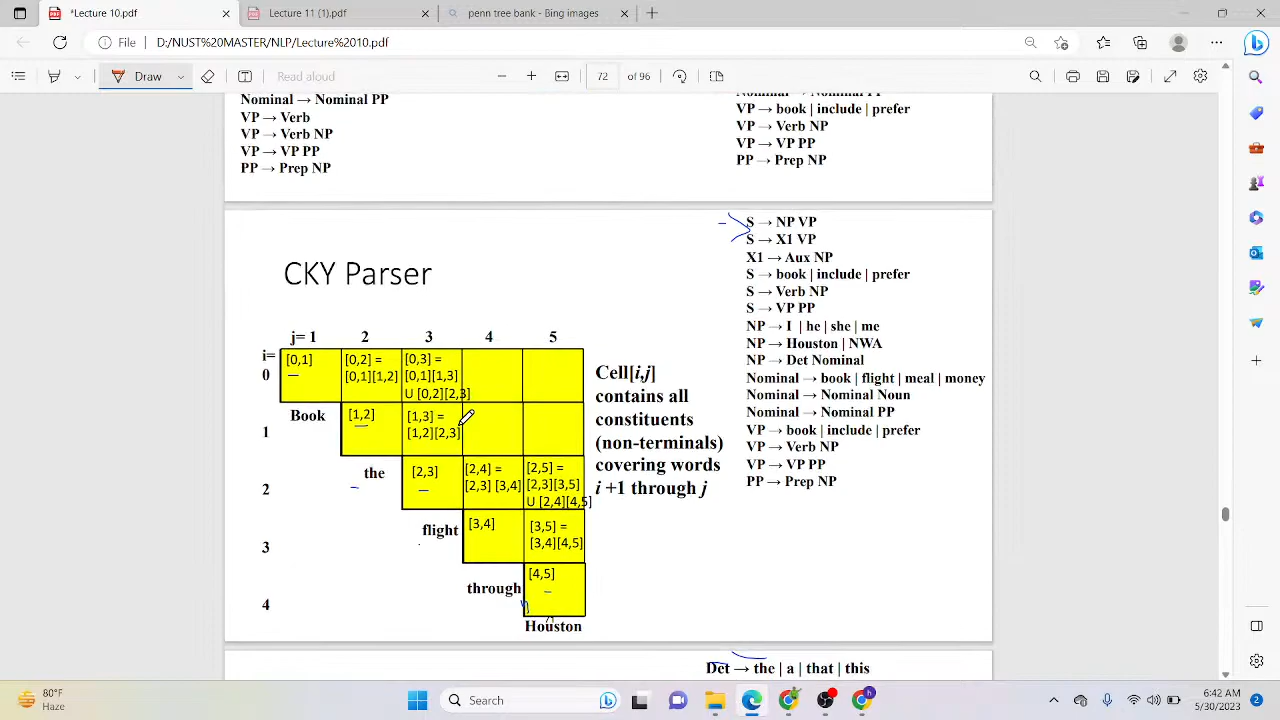 *Lecture 10.pdf
Lecture 11 (1).pdf
penn tree bank - Bing images
File
D:/NUST%20MASTER/NLP/Lecture%2010.pdf
Draw
Read aloud
72 of 96
Nominal → Nominal PP
VP → Verb
VP → Verb NP
VP → VP PP
PP → Prep NP
Nominal → Nominal PP
VP → book | include | prefer
VP → Verb NP
VP → VP PP
PP → Prep NP
CKY Parser
j= 1 2 3 4 5
i=
0
[0,1]
[0,2] =
[0,1][1,2]
[0,3] =
[0,1][1,3]
U [0,2][2,3]
Book
1
[1,2]
[1,3] =
[1,2][2,3]
the
2
[2,3]
[2,4] =
[2,3] [3,4]
[2,5] =
[2,3][3,5]
U [2,4][4,5]
flight
3
[3,4]
[3,5] =
[3,4][4,5]
through
4
[4,5]
Houston
Cell[i,j]
contains all
constituents
(non-terminals)
covering words
i +1 through j
S → NP VP
S → X1 VP
X1 → Aux NP
S → book | include | prefer
S → Verb NP
S → VP PP
NP → I | he | she | me
NP → Houston | NWA
NP → Det Nominal
Nominal → book | flight | meal | money
Nominal → Nominal Noun
Nominal → Nominal PP
VP → book | include | prefer
VP → Verb NP
VP → VP PP
PP → Prep NP
Det → the | a | that | this
80°F
Haze
Search
6:42 AM
5/30/2023
2